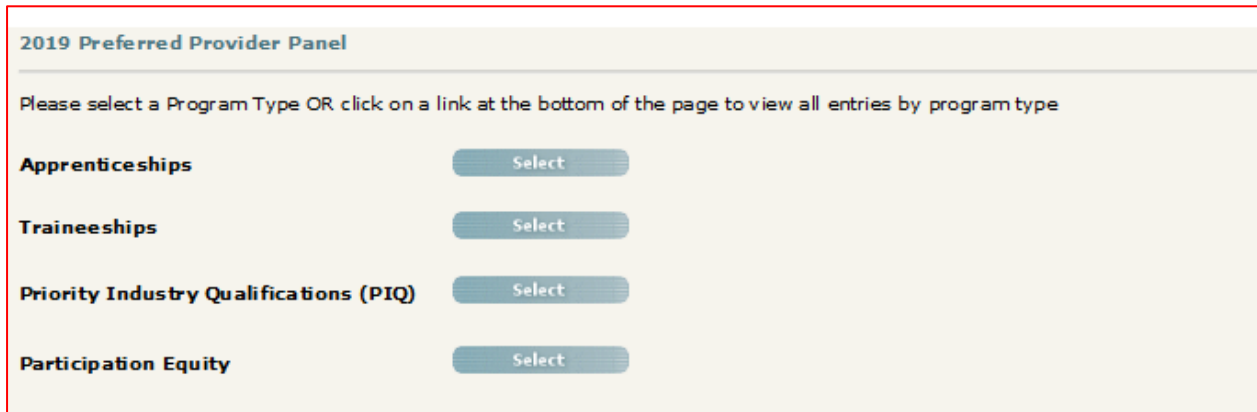 2019 Preferred Provider Panel
Please select a Program Type OR click on a link at the bottom of the page to view all entries by program type
Apprenticeships Select
Traineeships Select
Priority Industry Qualifications (PIQ) Select
Participation Equity Select